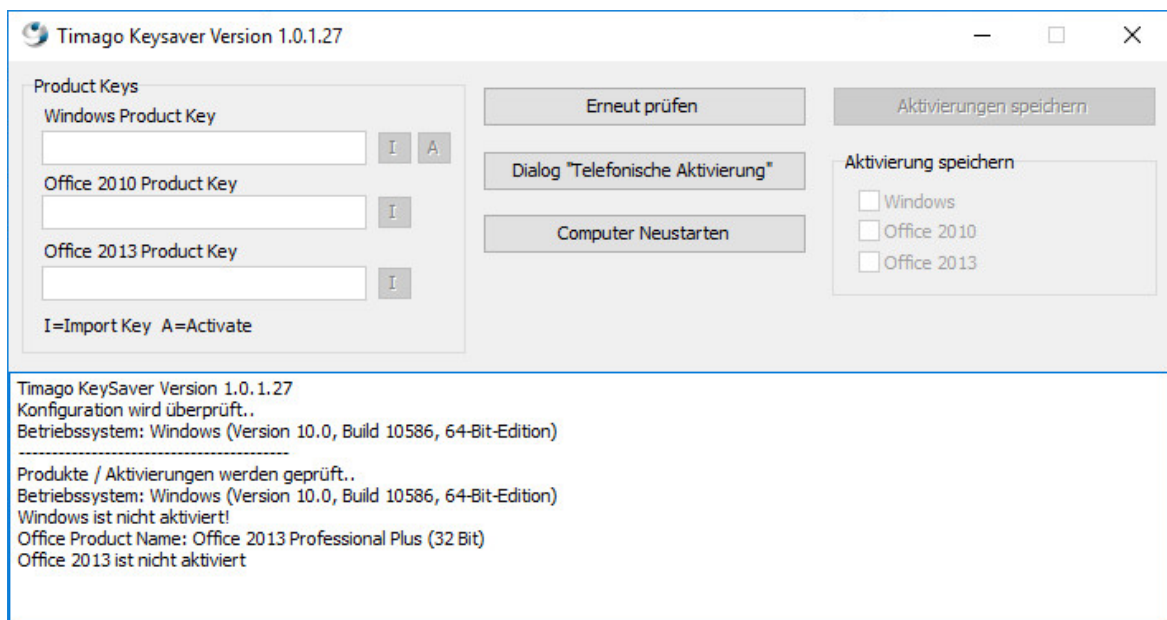 Timago Keysaver Version 1.0.1.27
Product Keys
Windows Product Key
I A
Office 2010 Product Key
I
Office 2013 Product Key
I
I=Import Key A=Activate
Erneut prüfen
Dialog "Telefonische Aktivierung"
Computer Neustarten
Aktivierungen speichern
Aktivierung speichern
Windows
Office 2010
Office 2013
Timago KeySaver Version 1.0.1.27
Konfiguration wird überprüft..
Betriebssystem: Windows (Version 10.0, Build 10586, 64-Bit-Edition)
-----------------------------------------
Produkte / Aktivierungen werden geprüft..
Betriebssystem: Windows (Version 10.0, Build 10586, 64-Bit-Edition)
Windows ist nicht aktiviert!
Office Product Name: Office 2013 Professional Plus (32 Bit)
Office 2013 ist nicht aktiviert